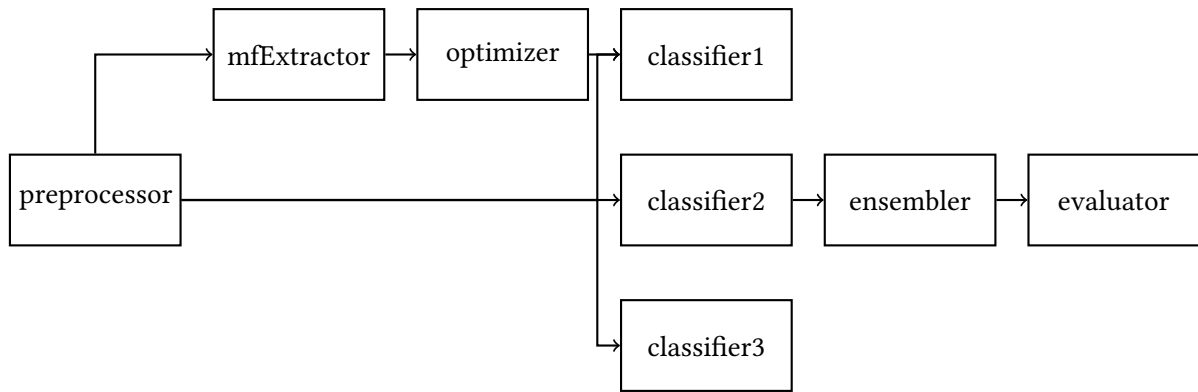 mfExtractor
optimizer
classifier1
preprocessor
classifier2
ensembler
evaluator
classifier3